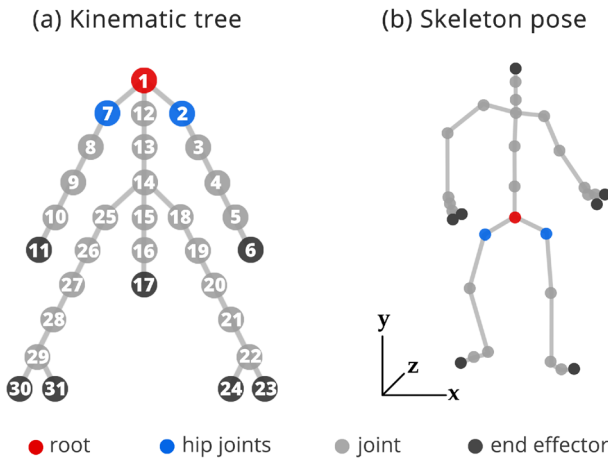 (a) Kinematic tree
(b) Skeleton pose
1
7 12 2
8 13 3
9 14 4
10 25 15 18 5
11 26 16 19 6
27 17 20
28 21
29 22
30 31 24 23
y
z
x
root hip joints joint end effector